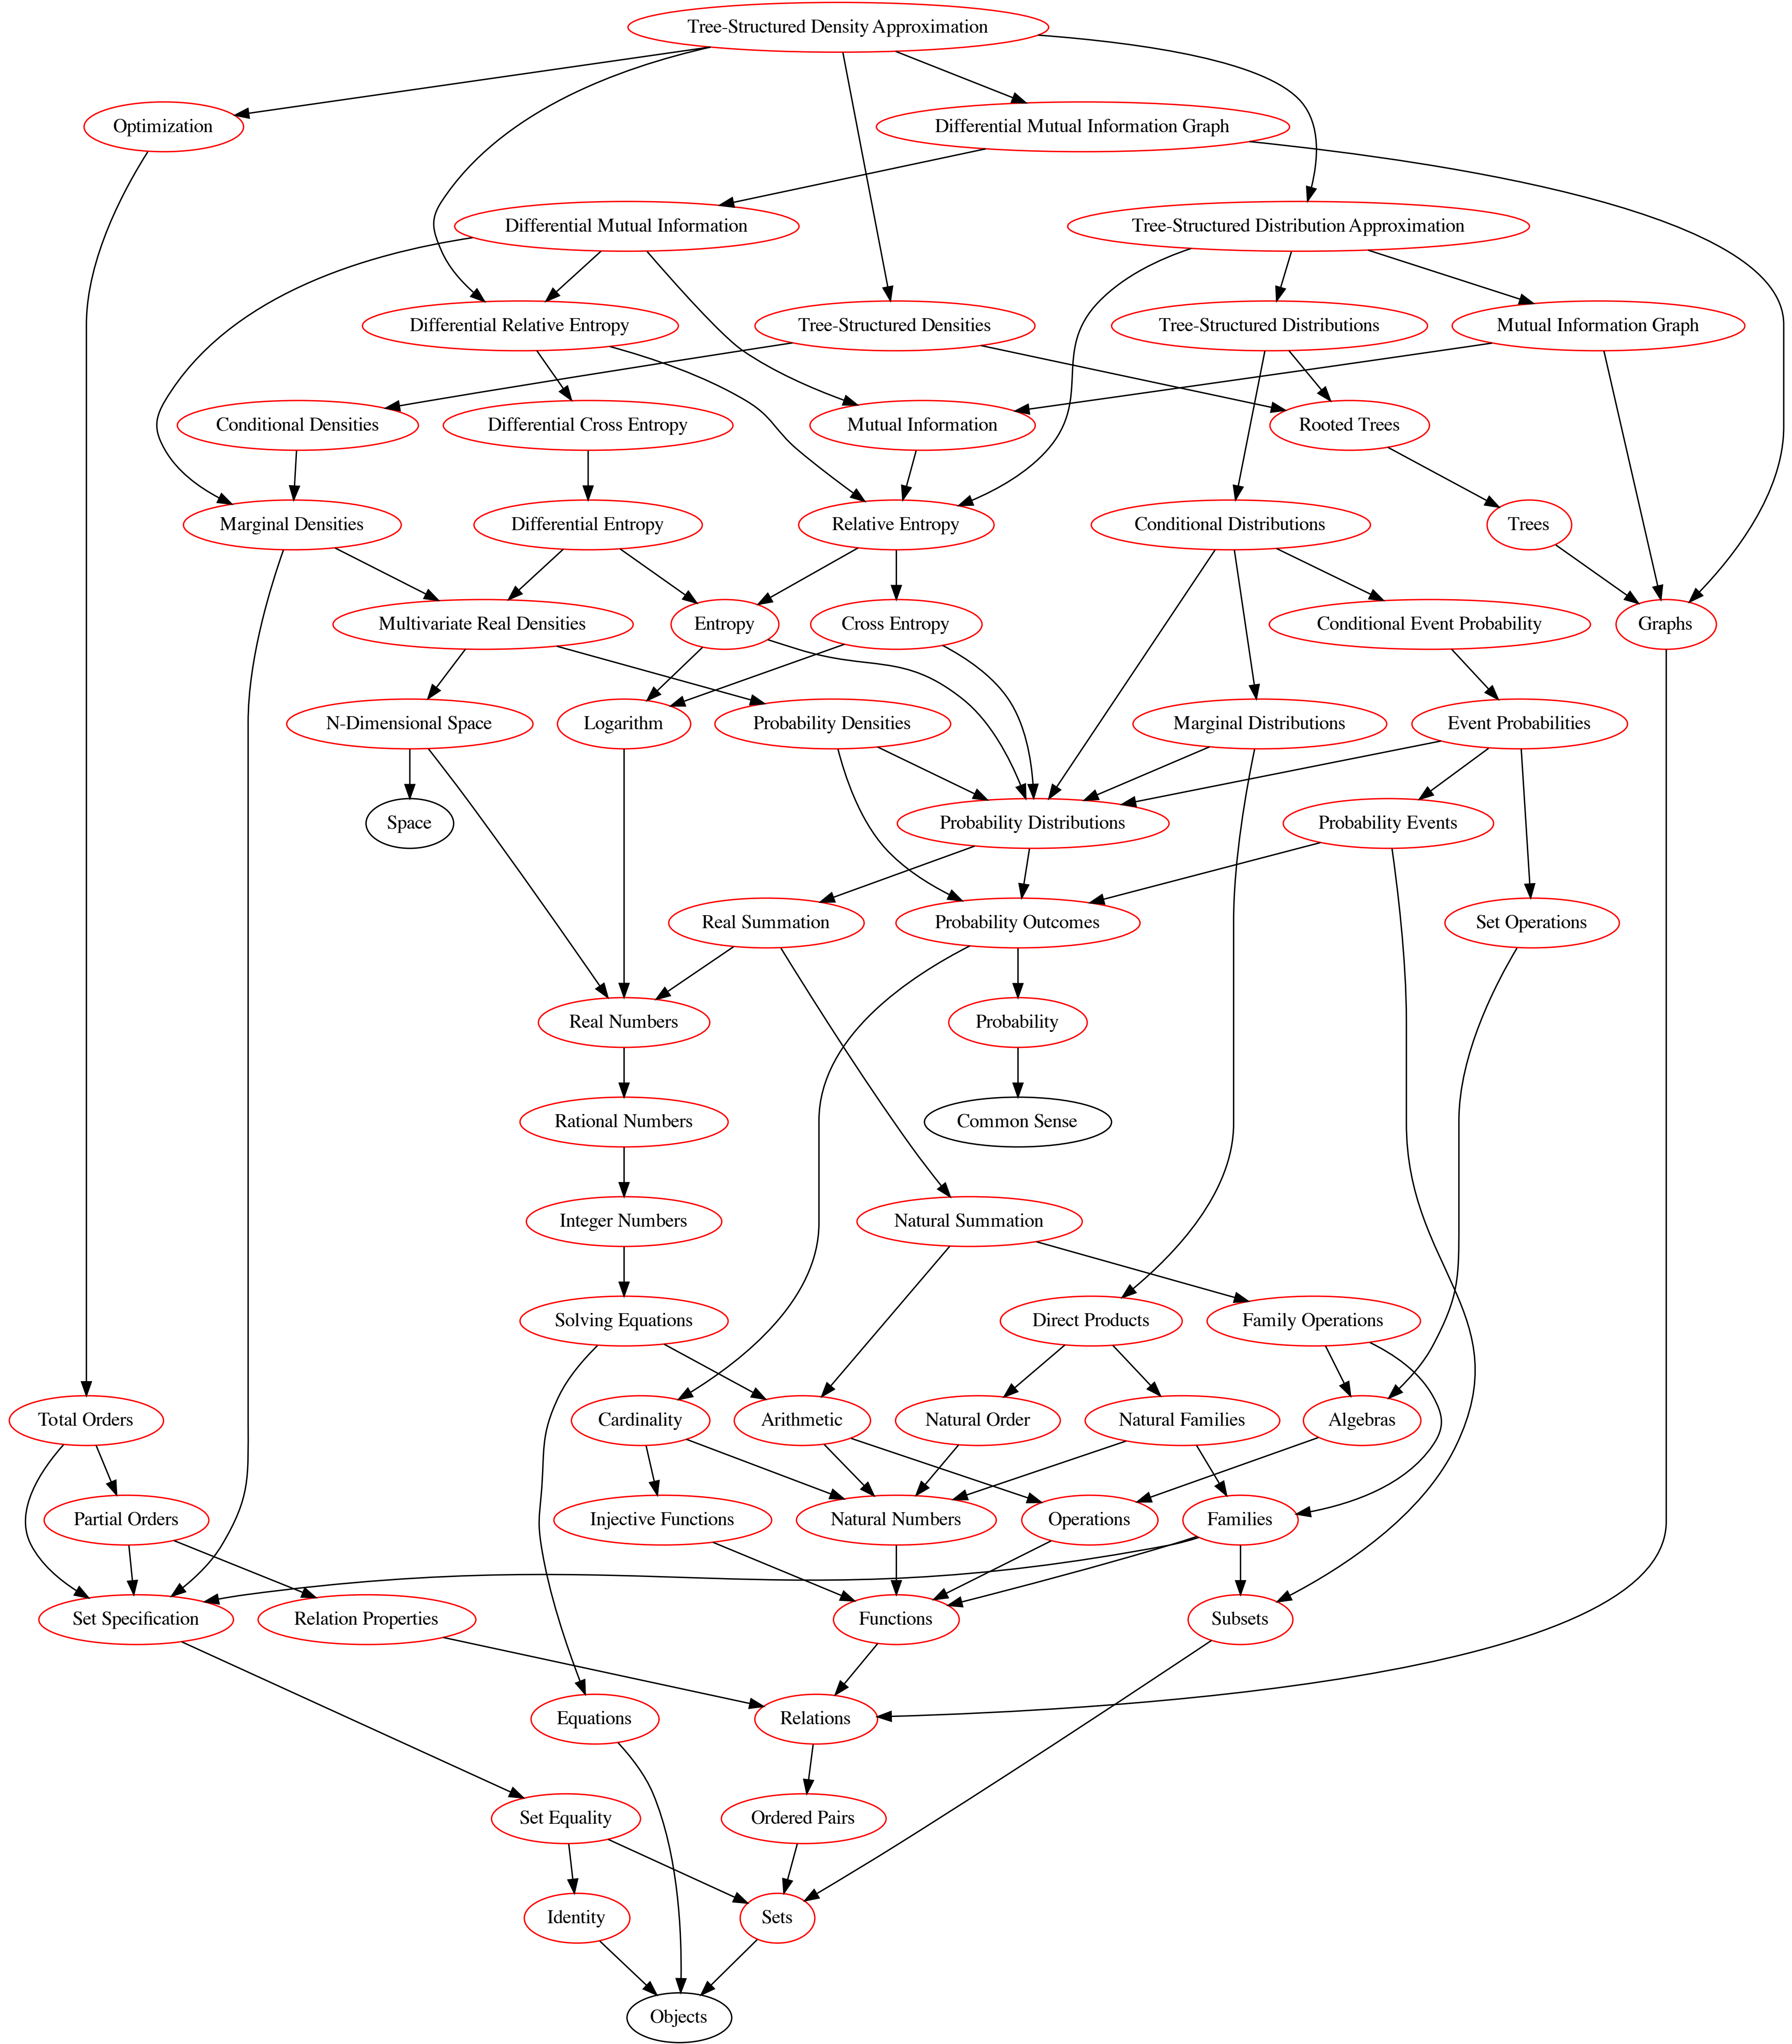 Tree-Structured Density Approximation
Optimization
Differential Mutual Information Graph
Differential Mutual Information
Tree-Structured Distribution Approximation
Differential Relative Entropy
Tree-Structured Densities
Tree-Structured Distributions
Mutual Information Graph
Conditional Densities
Differential Cross Entropy
Mutual Information
Rooted Trees
Marginal Densities
Differential Entropy
Relative Entropy
Conditional Distributions
Trees
Multivariate Real Densities
Entropy
Cross Entropy
Conditional Event Probability
Graphs
N-Dimensional Space
Logarithm
Probability Densities
Marginal Distributions
Event Probabilities
Space
Probability Distributions
Probability Events
Real Summation
Probability Outcomes
Set Operations
Real Numbers
Probability
Rational Numbers
Common Sense
Integer Numbers
Natural Summation
Solving Equations
Direct Products
Family Operations
Total Orders
Cardinality
Arithmetic
Natural Order
Natural Families
Algebras
Partial Orders
Injective Functions
Natural Numbers
Operations
Families
Set Specification
Relation Properties
Functions
Subsets
Equations
Relations
Set Equality
Ordered Pairs
Identity
Sets
Objects